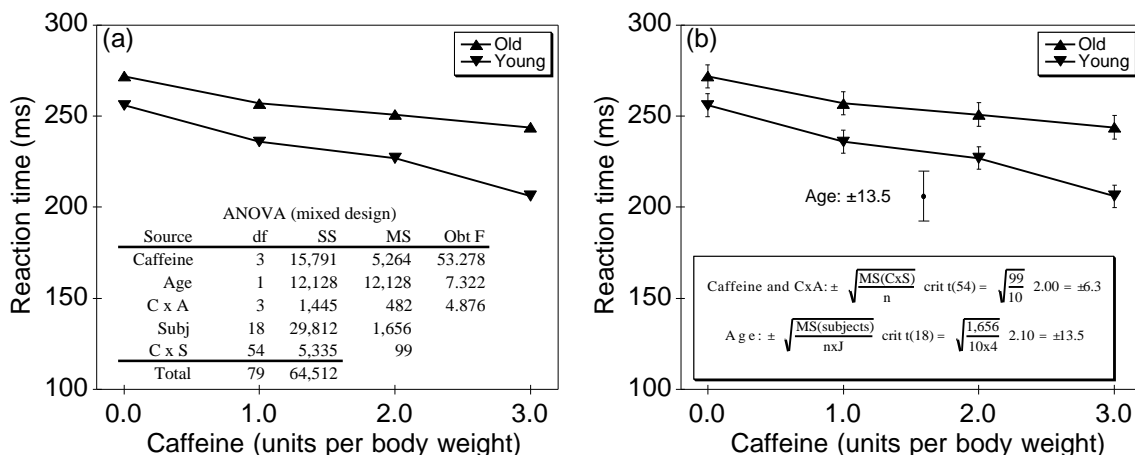 (a)
Old
Young
Reaction time (ms)
300
250
200
150
100
ANOVA (mixed design)
Source df SS MS Obt F
Caffeine 3 15,791 5,264 53.278
Age 1 12,128 12,128 7.322
C x A 3 1,445 482 4.876
Subj 18 29,812 1,656
C x S 54 5,335 99
Total 79 64,512
0.0 1.0 2.0 3.0
Caffeine (units per body weight)
(b)
Old
Young
Reaction time (ms)
300
250
200
150
100
Age: ±13.5
Caffeine and CxA: ± √(MS(CxS)/n) crit t(54) = √(99/10) 2.00 = ±6.3
Age: ± √(MS(subjects)/nxJ) crit t(18) = √(1,656/10x4) 2.10 = ±13.5
0.0 1.0 2.0 3.0
Caffeine (units per body weight)